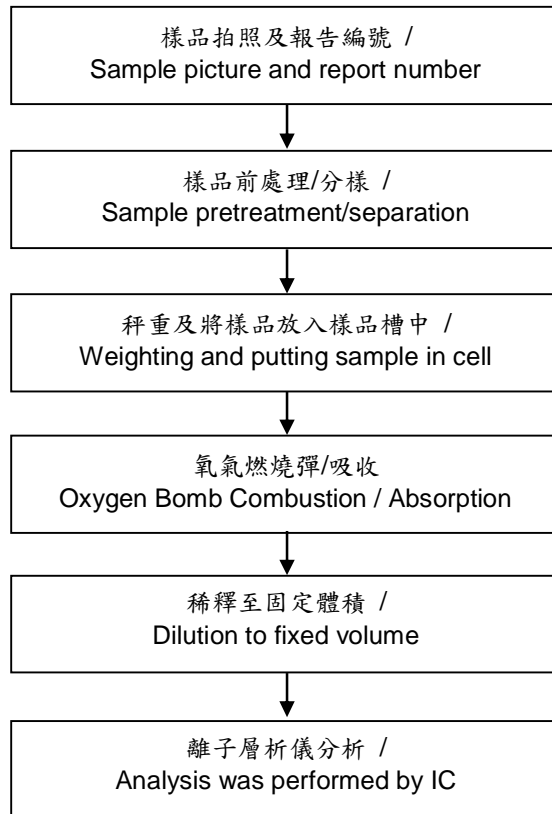 樣品拍照及報告編號 /
Sample picture and report number
樣品前處理/分樣 /
Sample pretreatment/separation
秤重及將樣品放入樣品槽中 /
Weighting and putting sample in cell
氧氣燃燒彈/吸收
Oxygen Bomb Combustion / Absorption
稀釋至固定體積 /
Dilution to fixed volume
離子層析儀分析 /
Analysis was performed by IC